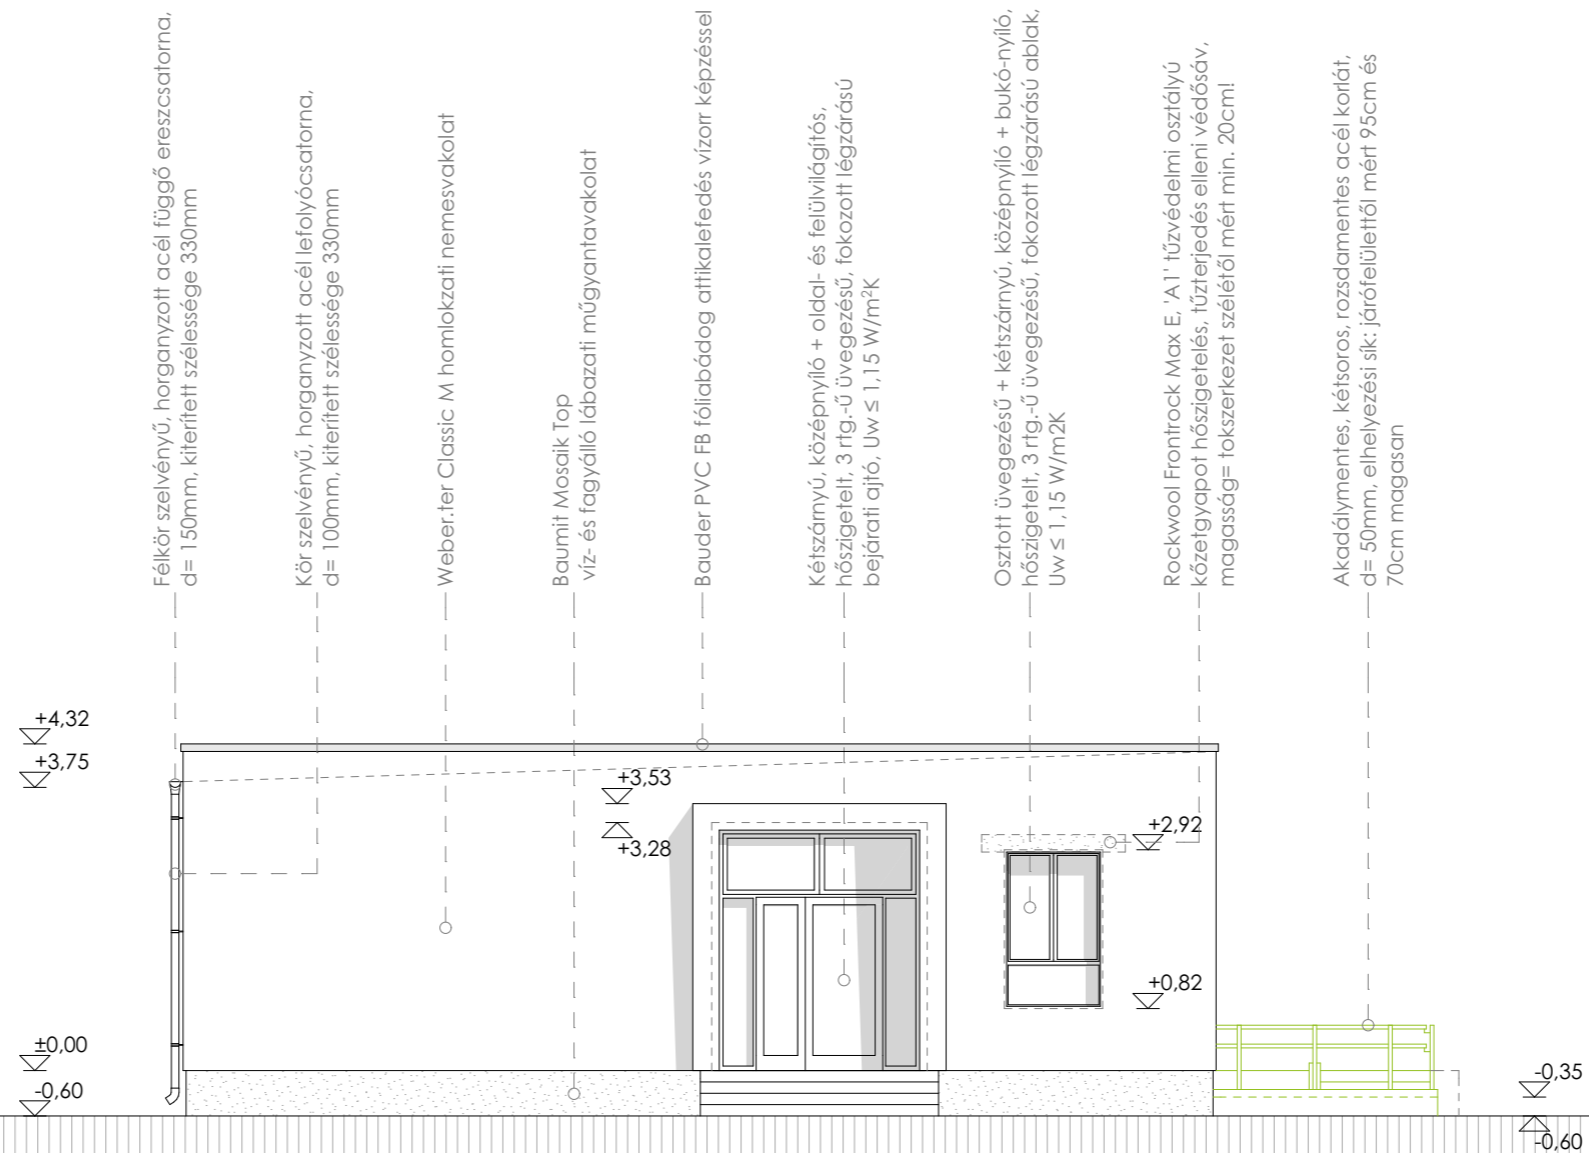 Félkör szelvényű, horganyzott acél függő ereszcsatorna,
d= 150mm, kiterített szélessége 330mm
Kör szelvényű, horganyzott acél lefolyócsatorna,
d= 100mm, kiterített szélessége 330mm
Weber.ter Classic M homlokzati nemesvakolat
Baumit Mosaik Top
víz- és fagyálló lábazati műgyantavakolat
Bauder PVC FB fóliabádog attikalefedés vízorr képzéssel
Kétszárnyú, középnyíló + oldal- és felülvilágítós,
hőszigetelt, 3 rtg.-ű üvegezésű, fokozott légzárású
bejárati ajtó, Uw ≤ 1,15 W/m²K
Osztott üvegezésű + kétszárnyú, középnyíló + bukó-nyíló,
hőszigetelt, 3 rtg.-ű üvegezésű, fokozott légzárású ablak,
Uw ≤ 1,15 W/m2K
Rockwool Frontrock Max E, 'A1' tűzvédelmi osztályú
kőzetgyapot hőszigetelés, tűzterjedés elleni védősáv,
magasság= tokszerkezet szélétől mért min. 20cm!
Akadálymentes, kétsoros, rozsdamentes acél korlát,
d= 50mm, elhelyezési sík: járófelülettől mért 95cm és
70cm magasan
+4,32
+3,75
+3,53
+3,28
+2,92
+0,82
±0,00
-0,60
-0,35
-0,60